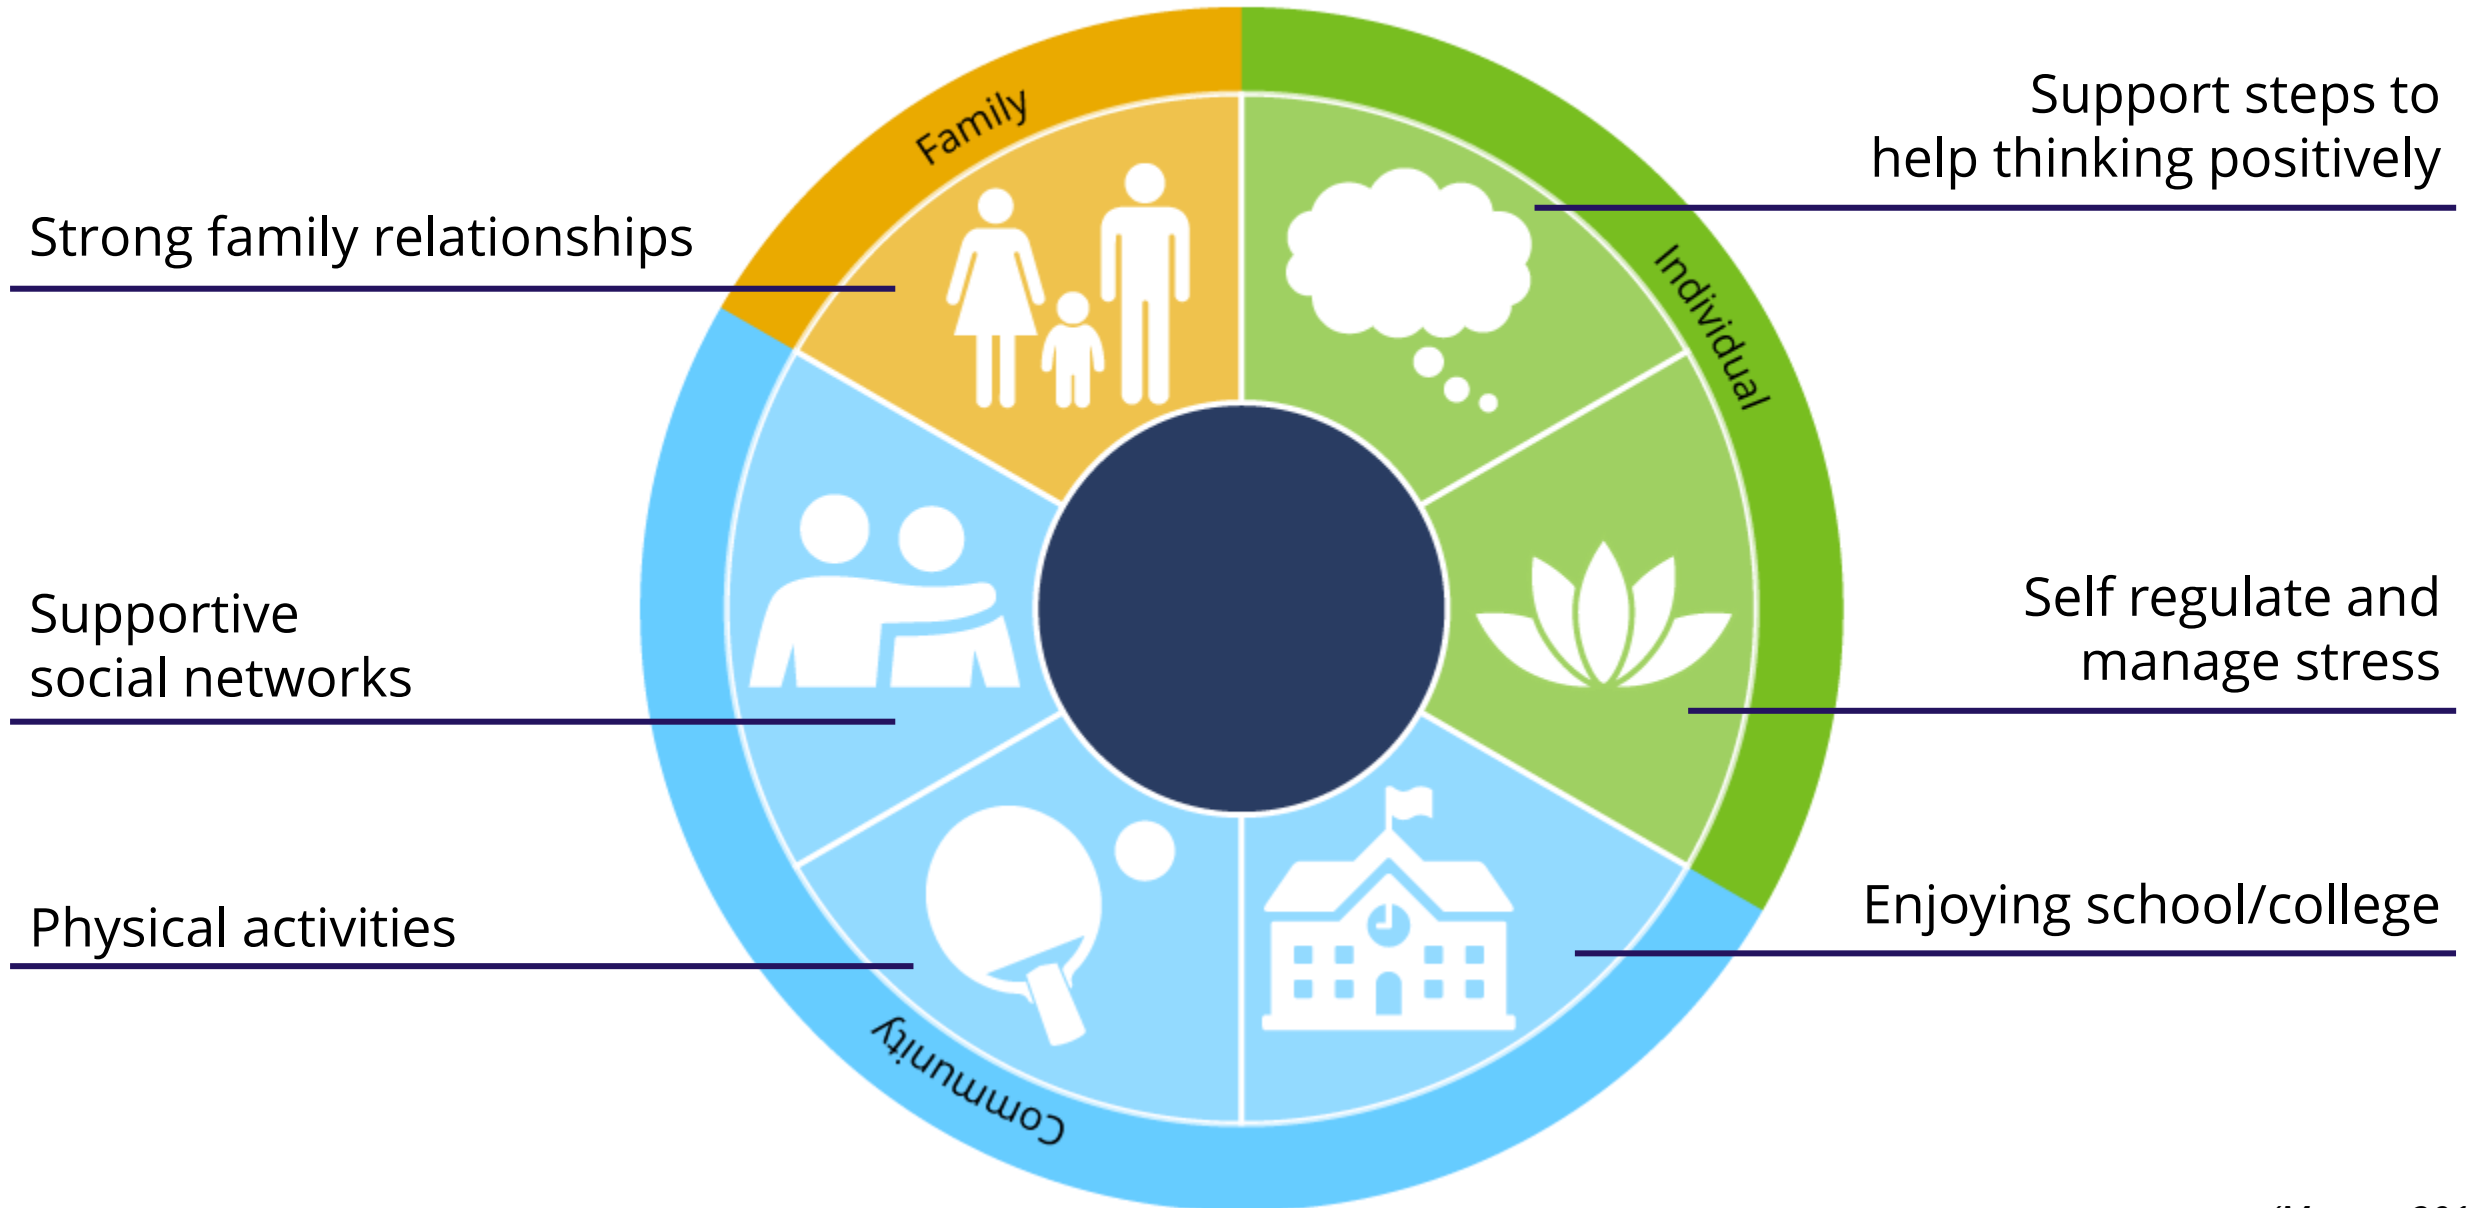 Family
Strong family relationships
Support steps to
help thinking positively
Individual
Supportive
social networks
Self regulate and
manage stress
Physical activities
Enjoying school/college
Community